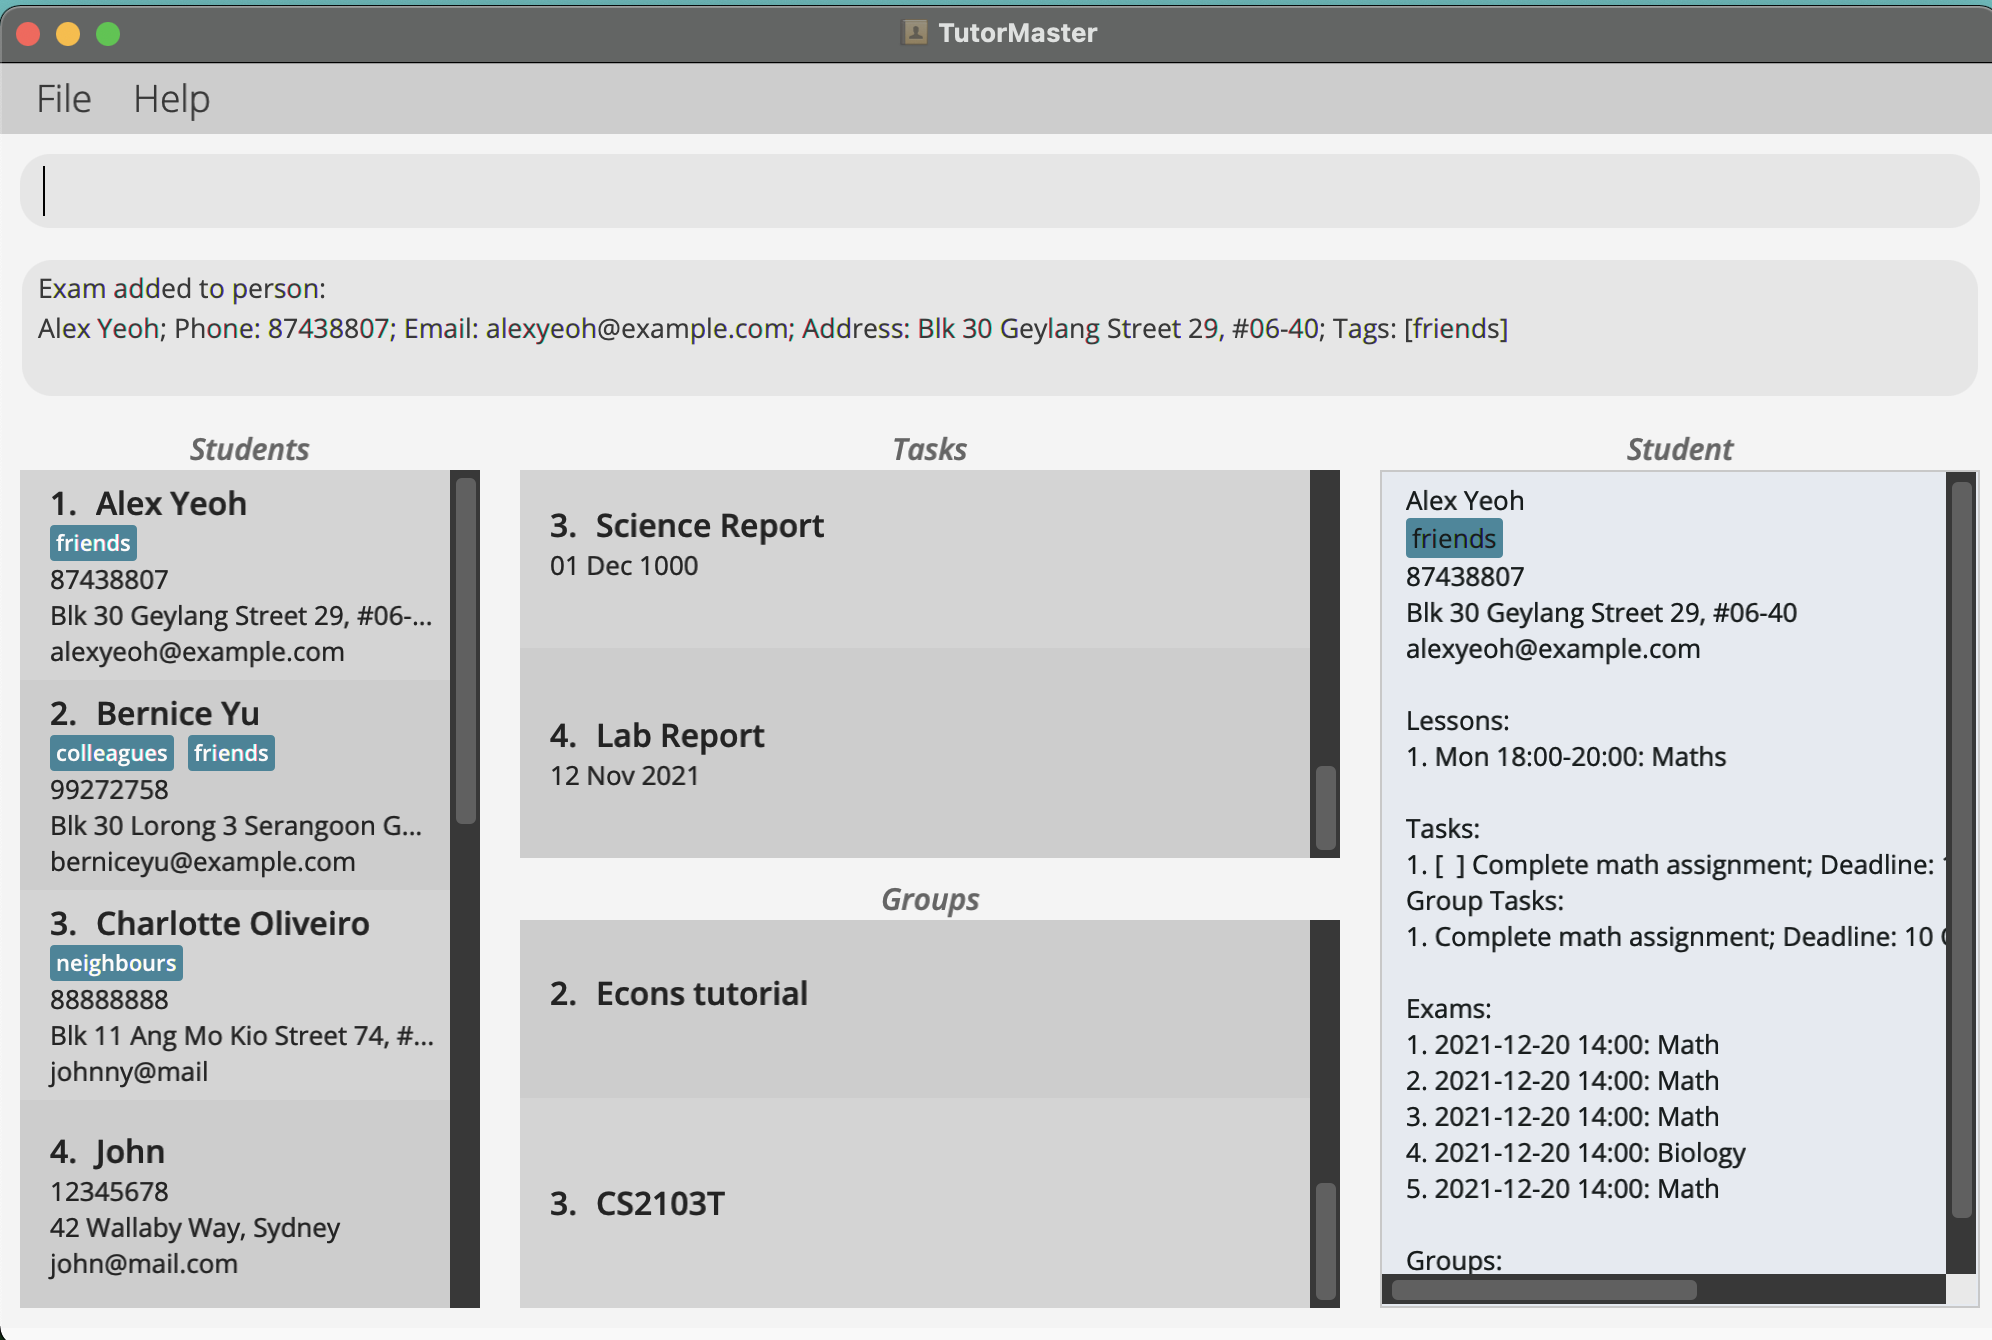 TutorMaster
File Help
Exam added to person:
Alex Yeoh; Phone: 87438807; Email: alexyeoh@example.com; Address: Blk 30 Geylang Street 29, #06-40; Tags: [friends]
Students
1. Alex Yeoh
friends
87438807
Blk 30 Geylang Street 29, #06-...
alexyeoh@example.com
2. Bernice Yu
colleagues friends
99272758
Blk 30 Lorong 3 Serangoon G...
berniceyu@example.com
3. Charlotte Oliveiro
neighbours
88888888
Blk 11 Ang Mo Kio Street 74, #...
johnny@mail
4. John
12345678
42 Wallaby Way, Sydney
john@mail.com
Tasks
3. Science Report
01 Dec 1000
4. Lab Report
12 Nov 2021
Groups
2. Econs tutorial
3. CS2103T
Student
Alex Yeoh
friends
87438807
Blk 30 Geylang Street 29, #06-40
alexyeoh@example.com
Lessons:
1. Mon 18:00-20:00: Maths
Tasks:
1. [ ] Complete math assignment; Deadline:
Group Tasks:
1. Complete math assignment; Deadline: 10
Exams:
1. 2021-12-20 14:00: Math
2. 2021-12-20 14:00: Math
3. 2021-12-20 14:00: Math
4. 2021-12-20 14:00: Biology
5. 2021-12-20 14:00: Math
Groups: